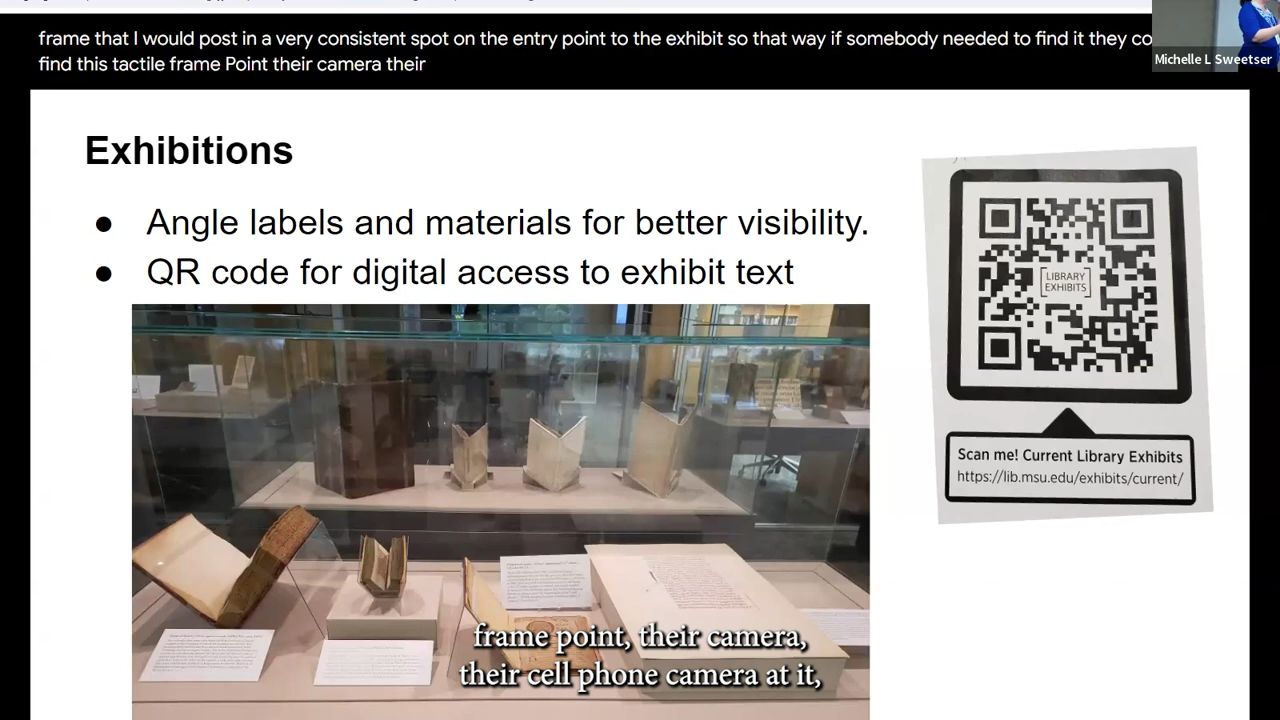 frame that I would post in a very consistent spot on the entry point to the exhibit so that way if somebody needed to find it they co
find this tactile frame Point their camera their
Michelle L Sweetser
Exhibitions
● Angle labels and materials for better visibility.
● QR code for digital access to exhibit text
LIBRARY
EXHIBITS
Scan me! Current Library Exhibits
https://lib.msu.edu/exhibits/current/
frame point, their camera,
their cell phone camera at it,